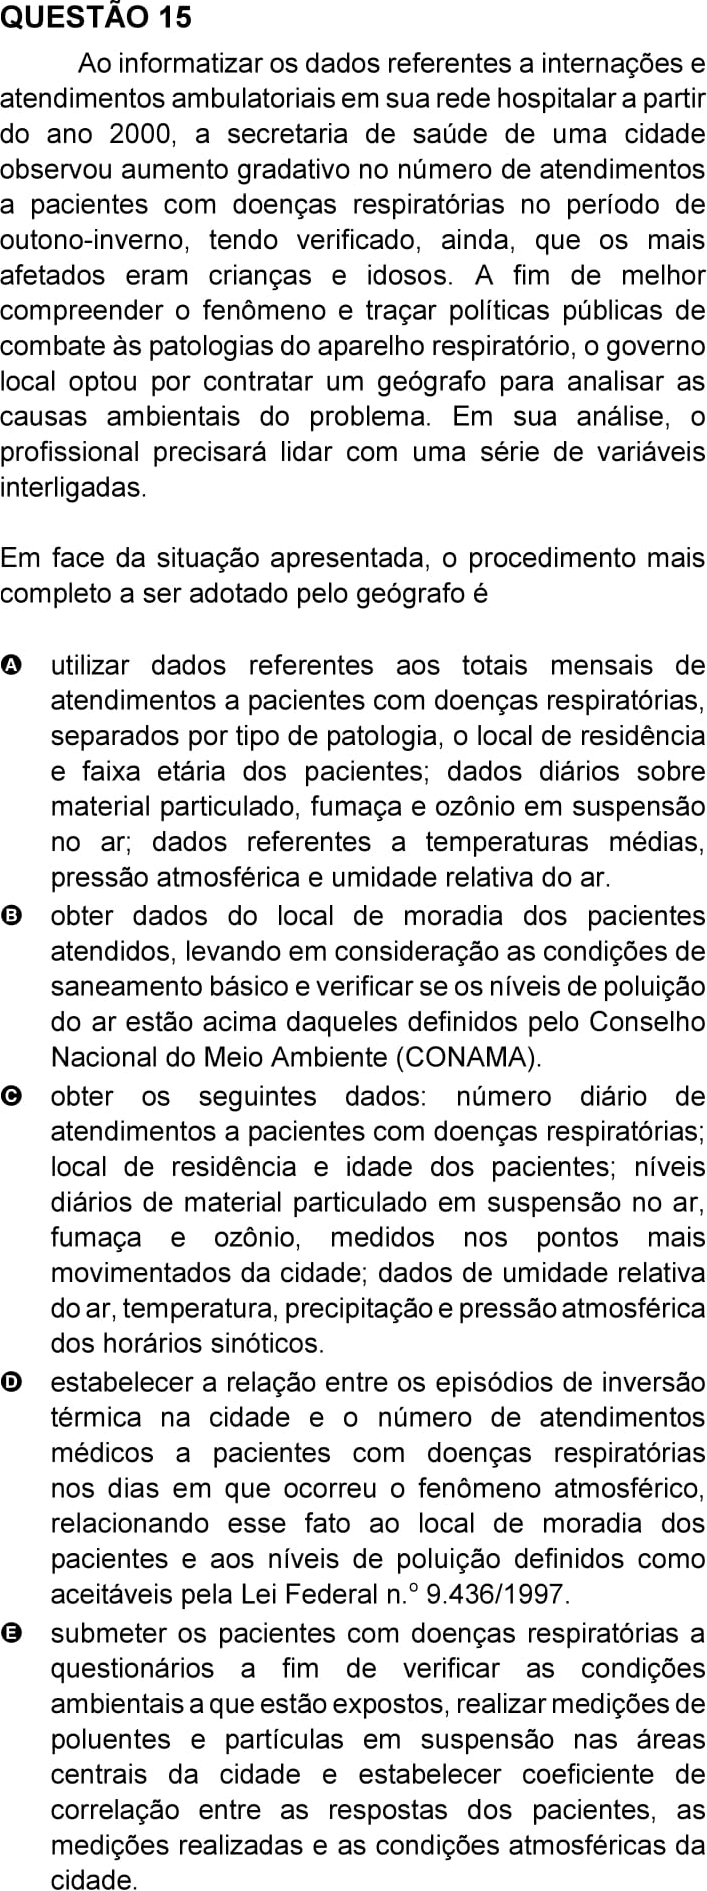 QUESTÃO 15
Ao informatizar os dados referentes a internações e
atendimentos ambulatoriais em sua rede hospitalar a partir
do ano 2000, a secretaria de saúde de uma cidade
observou aumento gradativo no número de atendimentos
a pacientes com doenças respiratórias no período de
outono-inverno, tendo verificado, ainda, que os mais
afetados eram crianças e idosos. A fim de melhor
compreender o fenômeno e traçar políticas públicas de
combate às patologias do aparelho respiratório, o governo
local optou por contratar um geógrafo para analisar as
causas ambientais do problema. Em sua análise, o
profissional precisará lidar com uma série de variáveis
interligadas.
Em face da situação apresentada, o procedimento mais
completo a ser adotado pelo geógrafo é
A utilizar dados referentes aos totais mensais de
atendimentos a pacientes com doenças respiratórias,
separados por tipo de patologia, o local de residência
e faixa etária dos pacientes; dados diários sobre
material particulado, fumaça e ozônio em suspensão
no ar; dados referentes a temperaturas médias,
pressão atmosférica e umidade relativa do ar.
B obter dados do local de moradia dos pacientes
atendidos, levando em consideração as condições de
saneamento básico e verificar se os níveis de poluição
do ar estão acima daqueles definidos pelo Conselho
Nacional do Meio Ambiente (CONAMA).
C obter os seguintes dados: número diário de
atendimentos a pacientes com doenças respiratórias;
local de residência e idade dos pacientes; níveis
diários de material particulado em suspensão no ar,
fumaça e ozônio, medidos nos pontos mais
movimentados da cidade; dados de umidade relativa
do ar, temperatura, precipitação e pressão atmosférica
dos horários sinóticos.
D estabelecer a relação entre os episódios de inversão
térmica na cidade e o número de atendimentos
médicos a pacientes com doenças respiratórias
nos dias em que ocorreu o fenômeno atmosférico,
relacionando esse fato ao local de moradia dos
pacientes e aos níveis de poluição definidos como
aceitáveis pela Lei Federal n.º 9.436/1997.
E submeter os pacientes com doenças respiratórias a
questionários a fim de verificar as condições
ambientais a que estão expostos, realizar medições de
poluentes e partículas em suspensão nas áreas
centrais da cidade e estabelecer coeficiente de
correlação entre as respostas dos pacientes, as
medições realizadas e as condições atmosféricas da
cidade.